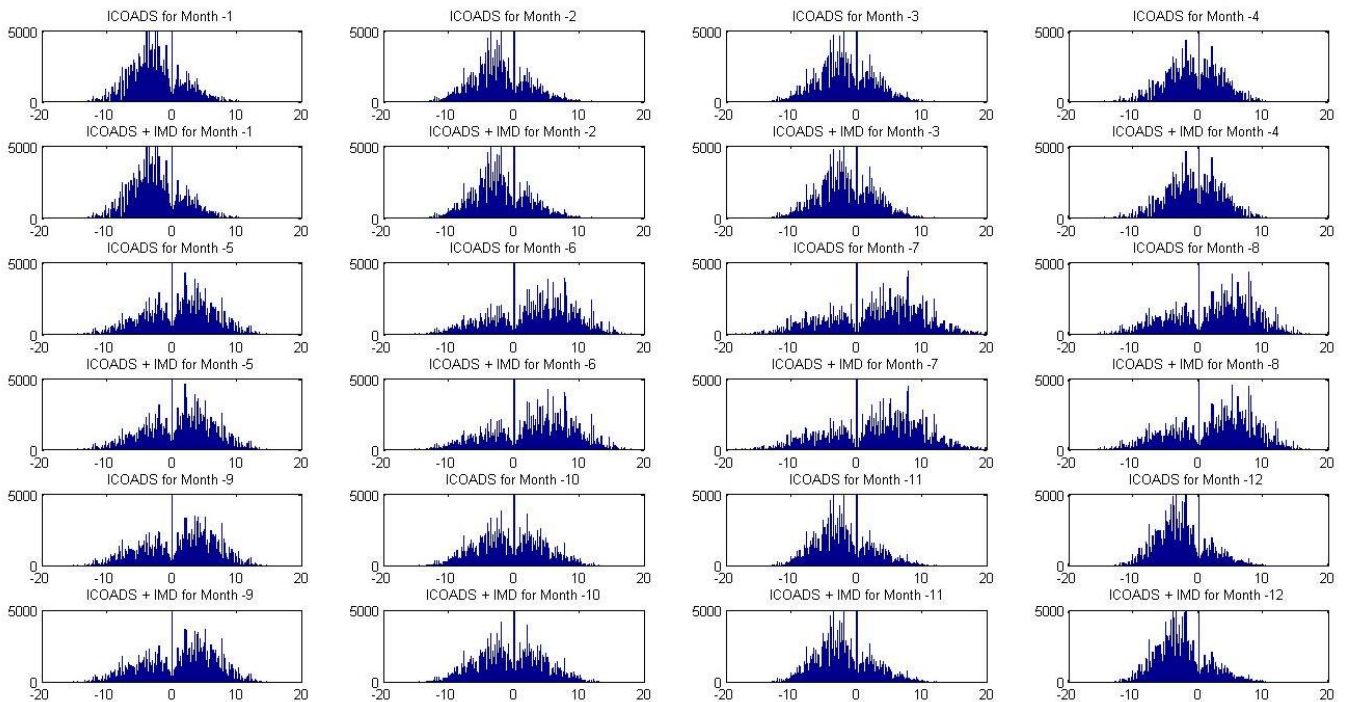 ICOADS for Month -1 ICOADS for Month -2 ICOADS for Month -3 ICOADS for Month -4
5000 5000 5000 5000
0 0 0 0
-20 -10 0 10 20 -20 -10 0 10 20 -20 -10 0 10 20 -20 -10 0 10 20
ICOADS + IMD for Month -1 ICOADS + IMD for Month -2 ICOADS + IMD for Month -3 ICOADS + IMD for Month -4
5000 5000 5000 5000
0 0 0 0
-20 -10 0 10 20 -20 -10 0 10 20 -20 -10 0 10 20 -20 -10 0 10 20
ICOADS for Month -5 ICOADS for Month -6 ICOADS for Month -7 ICOADS for Month -8
5000 5000 5000 5000
0 0 0 0
-20 -10 0 10 20 -20 -10 0 10 20 -20 -10 0 10 20 -20 -10 0 10 20
ICOADS + IMD for Month -5 ICOADS + IMD for Month -6 ICOADS + IMD for Month -7 ICOADS + IMD for Month -8
5000 5000 5000 5000
0 0 0 0
-20 -10 0 10 20 -20 -10 0 10 20 -20 -10 0 10 20 -20 -10 0 10 20
ICOADS for Month -9 ICOADS for Month -10 ICOADS for Month -11 ICOADS for Month -12
5000 5000 5000 5000
0 0 0 0
-20 -10 0 10 20 -20 -10 0 10 20 -20 -10 0 10 20 -20 -10 0 10 20
ICOADS + IMD for Month -9 ICOADS + IMD for Month -10 ICOADS + IMD for Month -11 ICOADS + IMD for Month -12
5000 5000 5000 5000
0 0 0 0
-20 -10 0 10 20 -20 -10 0 10 20 -20 -10 0 10 20 -20 -10 0 10 20